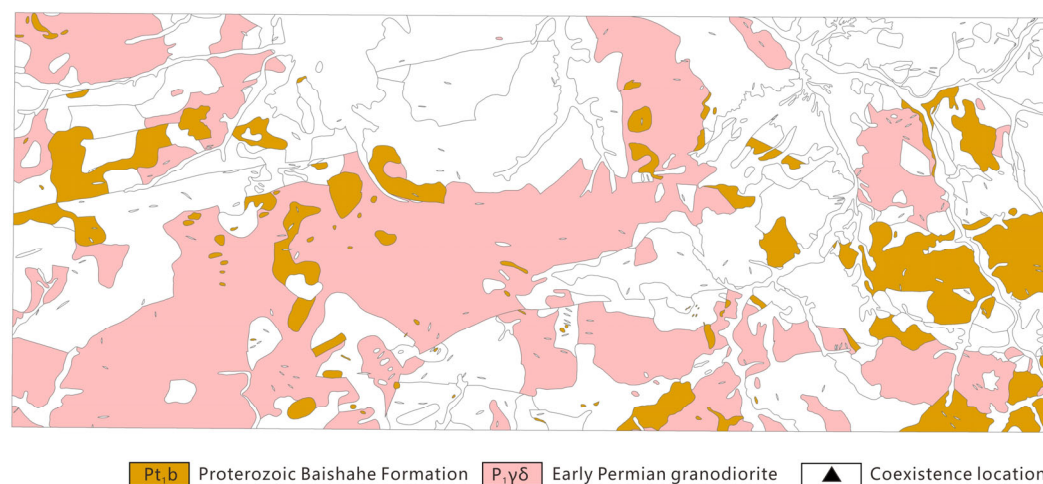 Pt₁b Proterozoic Baishahe Formation P₁γδ Early Permian granodiorite Coexistence location